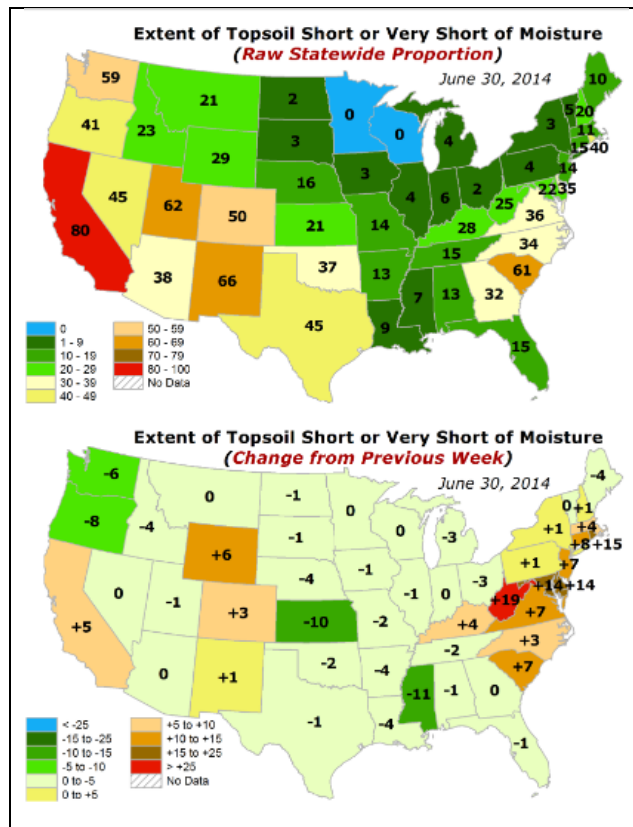 Extent of Topsoil Short or Very Short of Moisture
(Raw Statewide Proportion)
June 30, 2014
59 21 2 0 10
41 23 3 0 4 3 5 20
29 11
15 40
45 62 50 16 3 4 6 2 4 14
22 35
80 21 14 28 25 36
38 66 37 13 15 34
61
45 9 7 13 32
15
0
1 - 9
10 - 19
20 - 29
30 - 39
40 - 49
50 - 59
60 - 69
70 - 79
80 - 100
No Data
Extent of Topsoil Short or Very Short of Moisture
(Change from Previous Week)
June 30, 2014
-6 0 -1 0 -4
-8 -4 -1 0 -3 +1 0 +1
+6 +4
+8 +15
0 -1 +3 -4 -1 -1 0 -3 +1 +7
+14 +14
+5 -10 -2 +4 +19 +7
0 +1 -2 -4 -2 +3
+7
-1 -4 -11 -1 0
-1
< -25
-15 to -25
-10 to -15
-5 to -10
0 to -5
0 to +5
+5 to +10
+10 to +15
+15 to +25
> +25
No Data